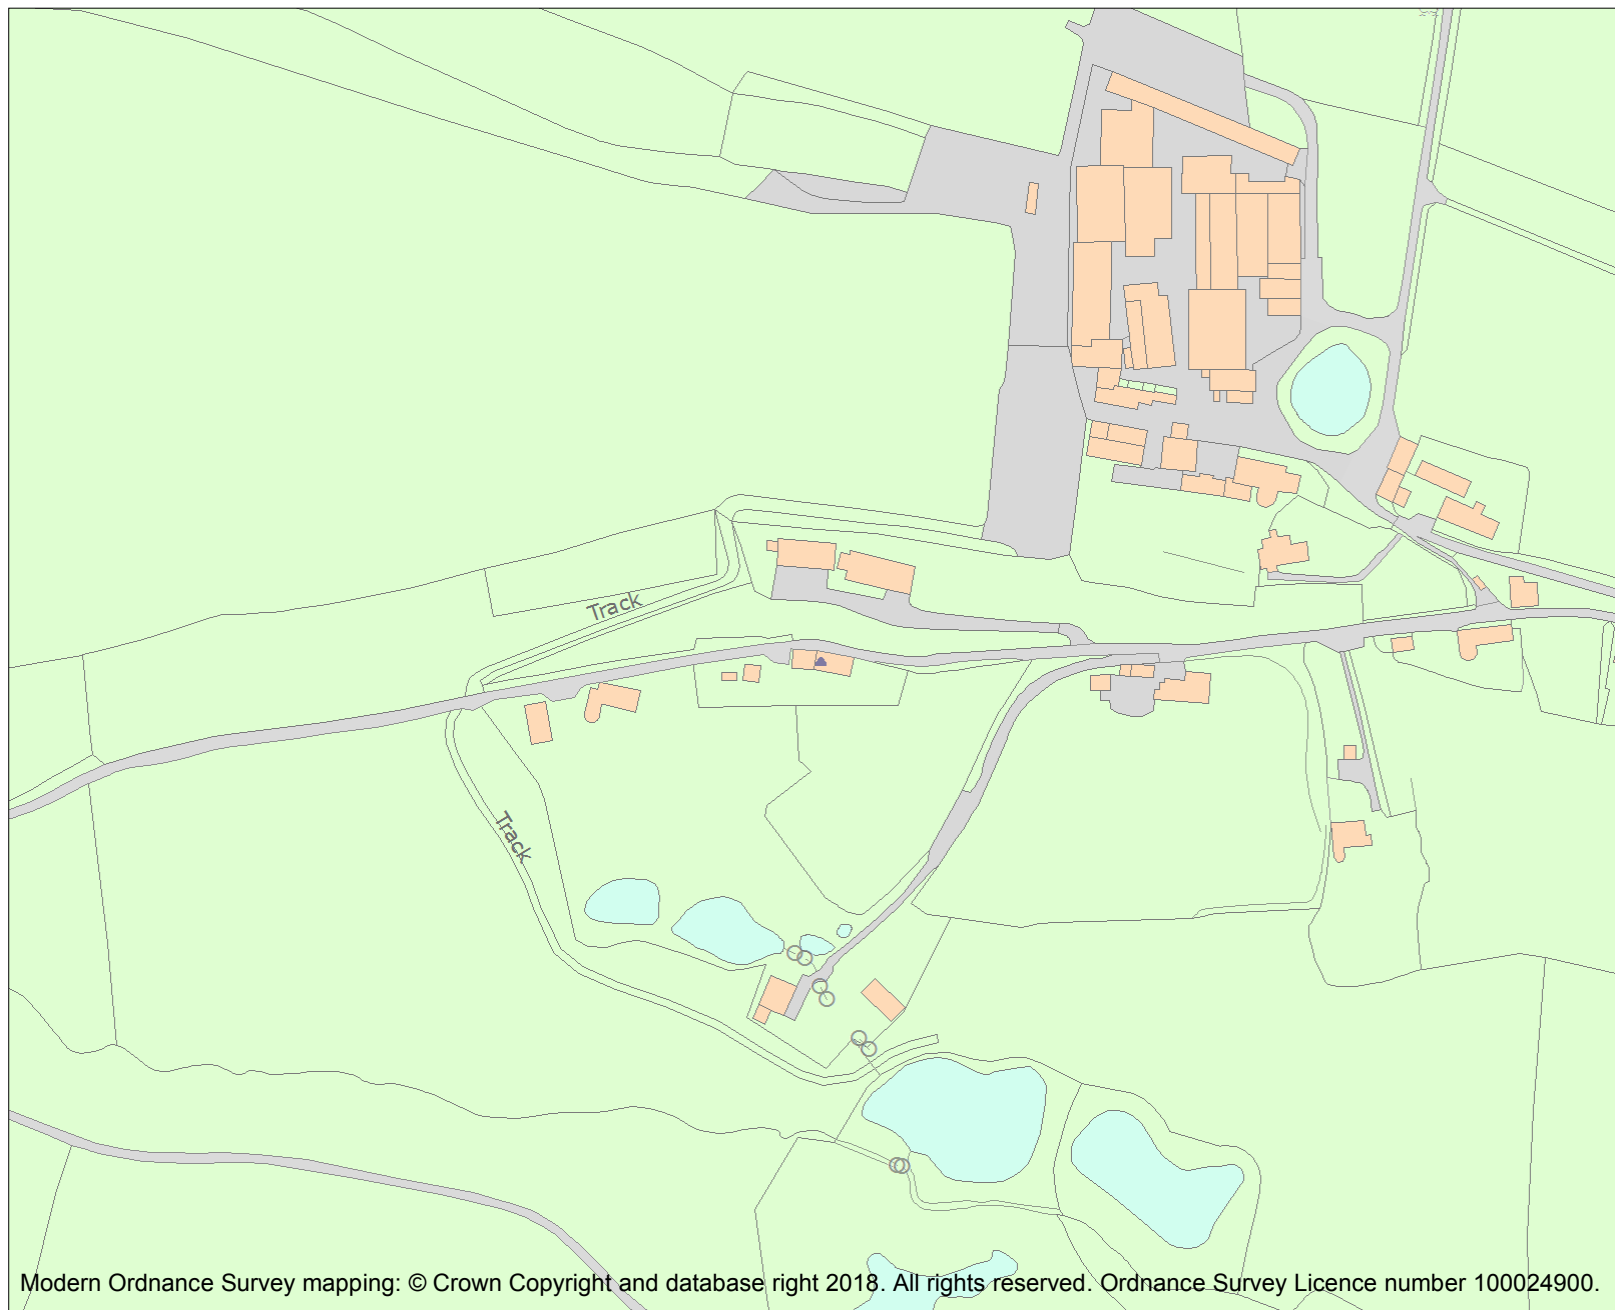 Track
Track
Modern Ordnance Survey mapping: © Crown Copyright and database right 2018. All rights reserved. Ordnance Survey Licence number 100024900.